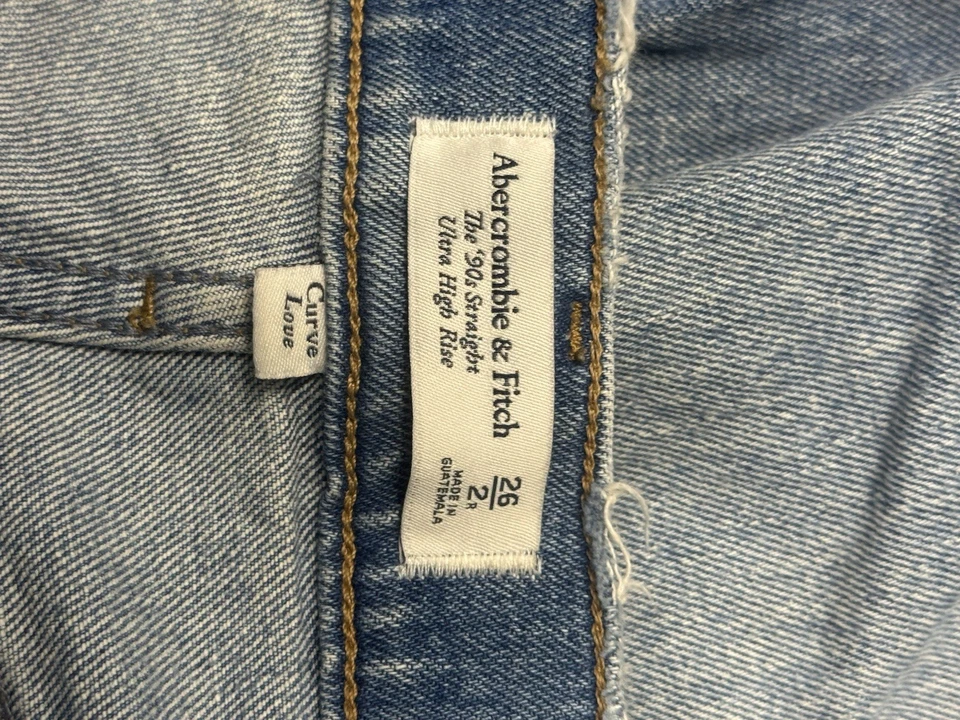 Abercrombie & Fitch
The '90s Straight
Ultra High Rise
26
2R
MADE IN
GUATEMALA
Curve
Love